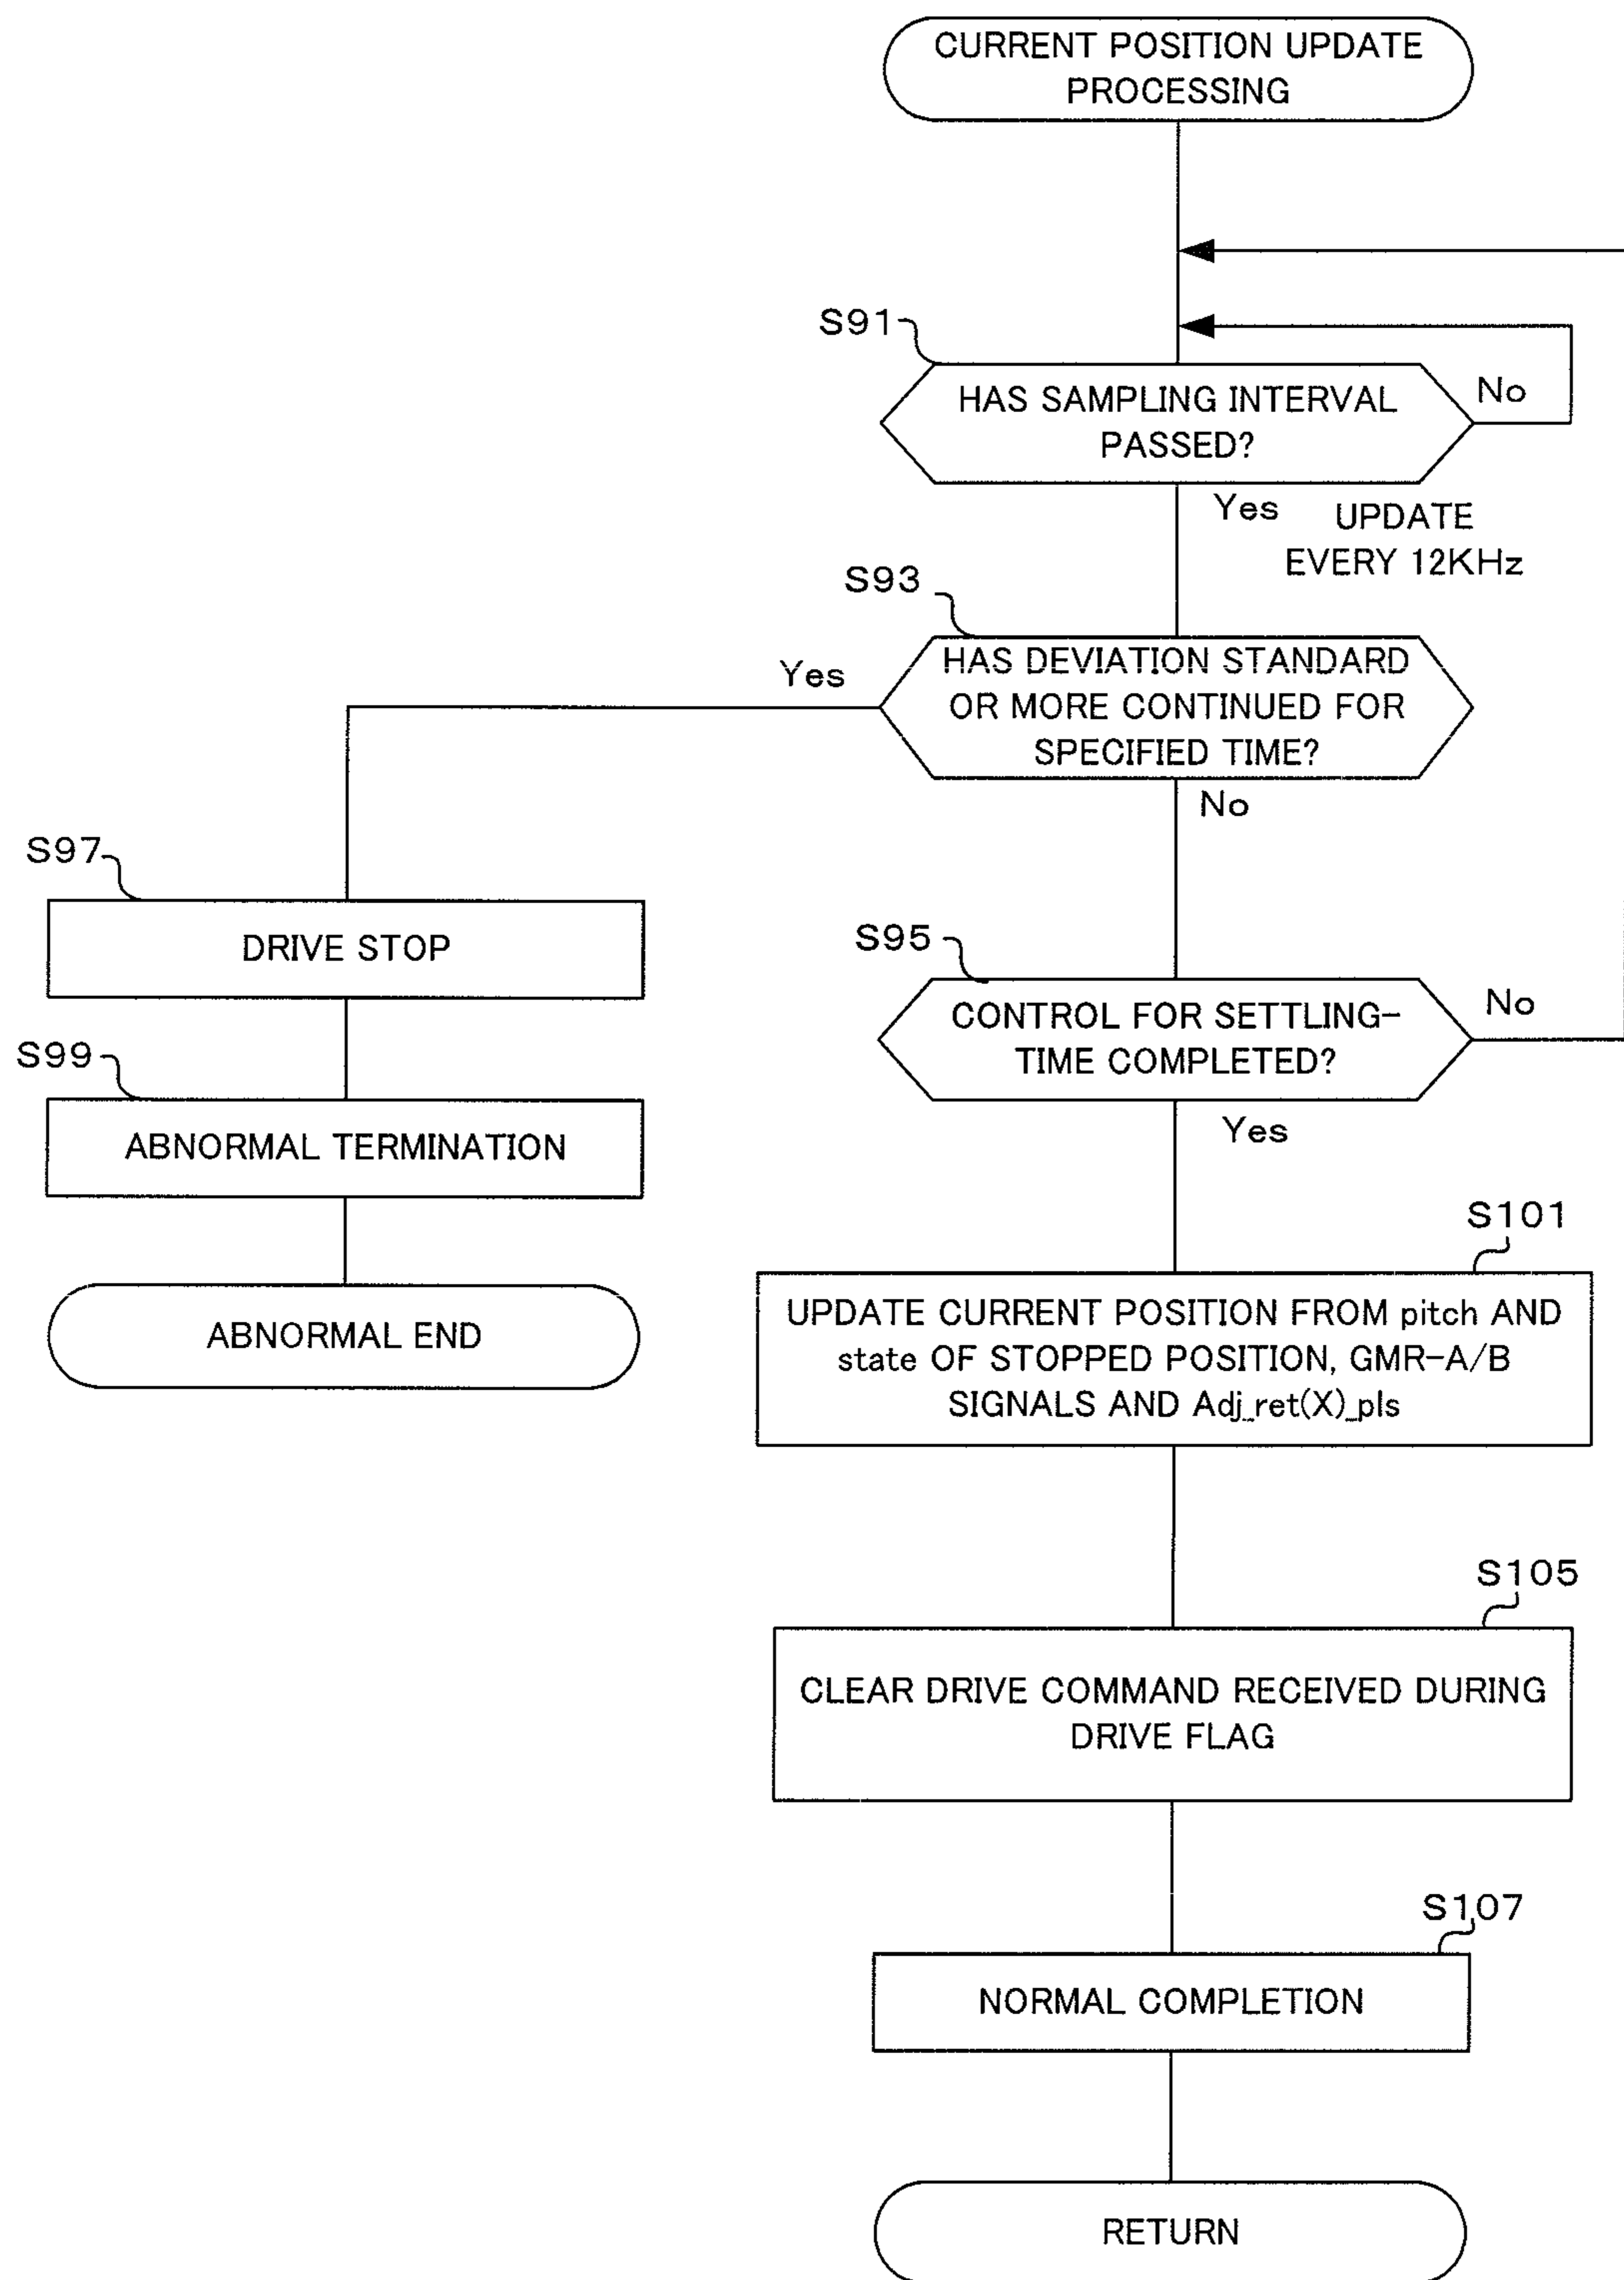 CURRENT POSITION UPDATE
PROCESSING
S91
HAS SAMPLING INTERVAL
PASSED?
No
Yes
UPDATE
EVERY 12KHz
S93
HAS DEVIATION STANDARD
OR MORE CONTINUED FOR
SPECIFIED TIME?
Yes
No
S97
DRIVE STOP
S99
ABNORMAL TERMINATION
ABNORMAL END
S95
CONTROL FOR SETTLING-
TIME COMPLETED?
No
Yes
S101
UPDATE CURRENT POSITION FROM pitch AND
state OF STOPPED POSITION, GMR-A/B
SIGNALS AND Adj_ret(X)_pls
S105
CLEAR DRIVE COMMAND RECEIVED DURING
DRIVE FLAG
S107
NORMAL COMPLETION
RETURN